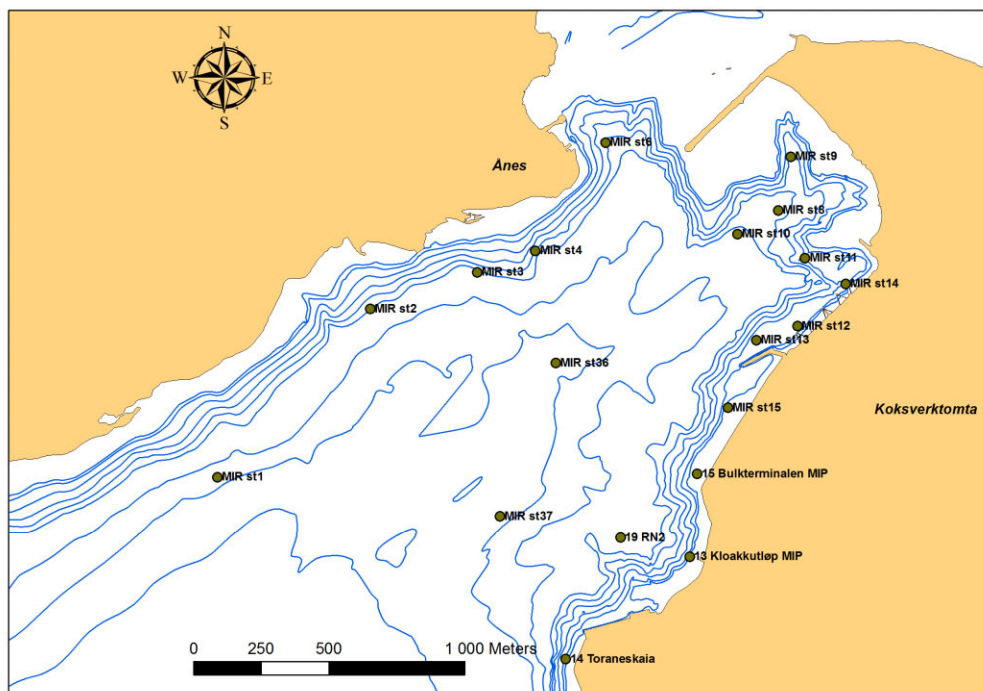 N
W E
S
MIR st6
MIR st9
Ånes
MIR st8
MIR st10
MIR st4
MIR st11
MIR st3
MIR st14
MIR st2
MIR st12
MIR st13
MIR st36
MIR st15
Koksverktomta
15 Bulkterminalen MIP
MIR st1
MIR st37
19 RN2
13 Kloakkutløp MIP
0 250 500 1 000 Meters
14 Toraneskaia